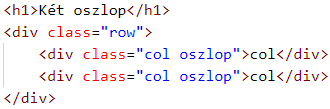 <h1>Két oszlop</h1>
<div class="row">
    <div class="col oszlop">col</div>
    <div class="col oszlop">col</div>
</div>